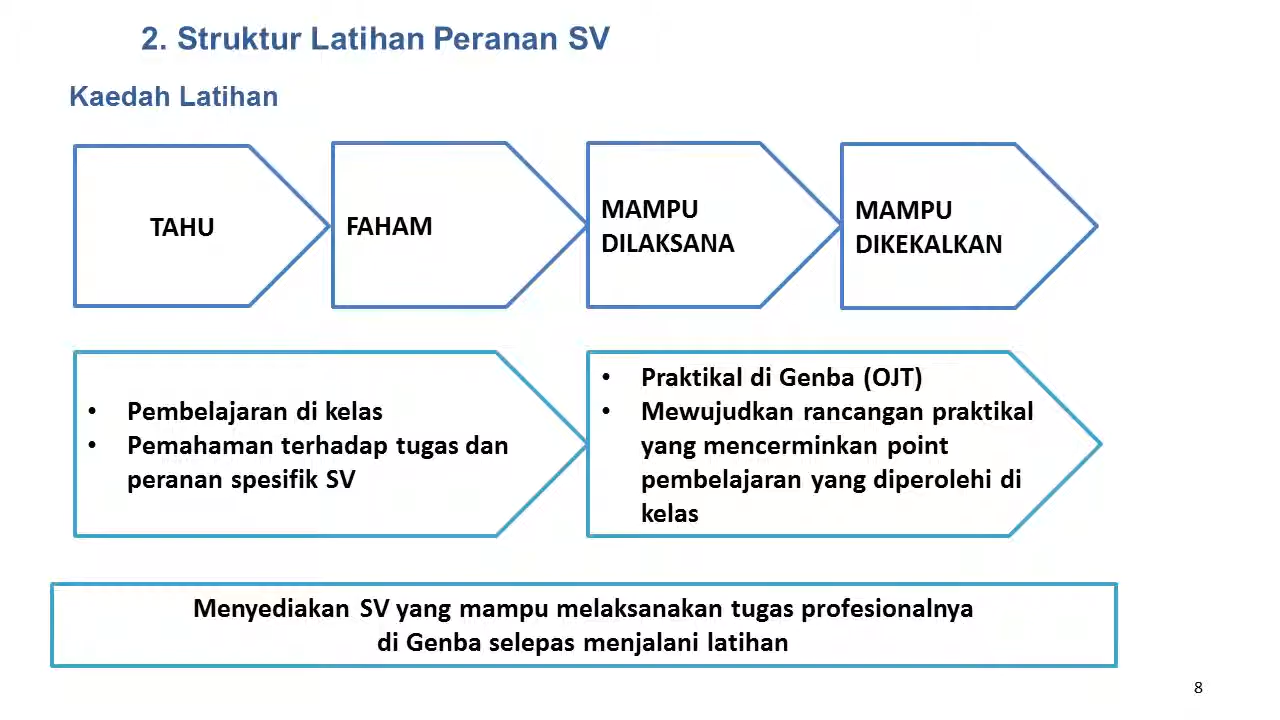 2. Struktur Latihan Peranan SV
Kaedah Latihan
TAHU
FAHAM
MAMPU
DILAKSANA
MAMPU
DIKEKALKAN
• Pembelajaran di kelas
• Pemahaman terhadap tugas dan
peranan spesifik SV
• Praktikal di Genba (OJT)
• Mewujudkan rancangan praktikal
yang mencerminkan point
pembelajaran yang diperolehi di
kelas
Menyediakan SV yang mampu melaksanakan tugas profesionalnya
di Genba selepas menjalani latihan
8